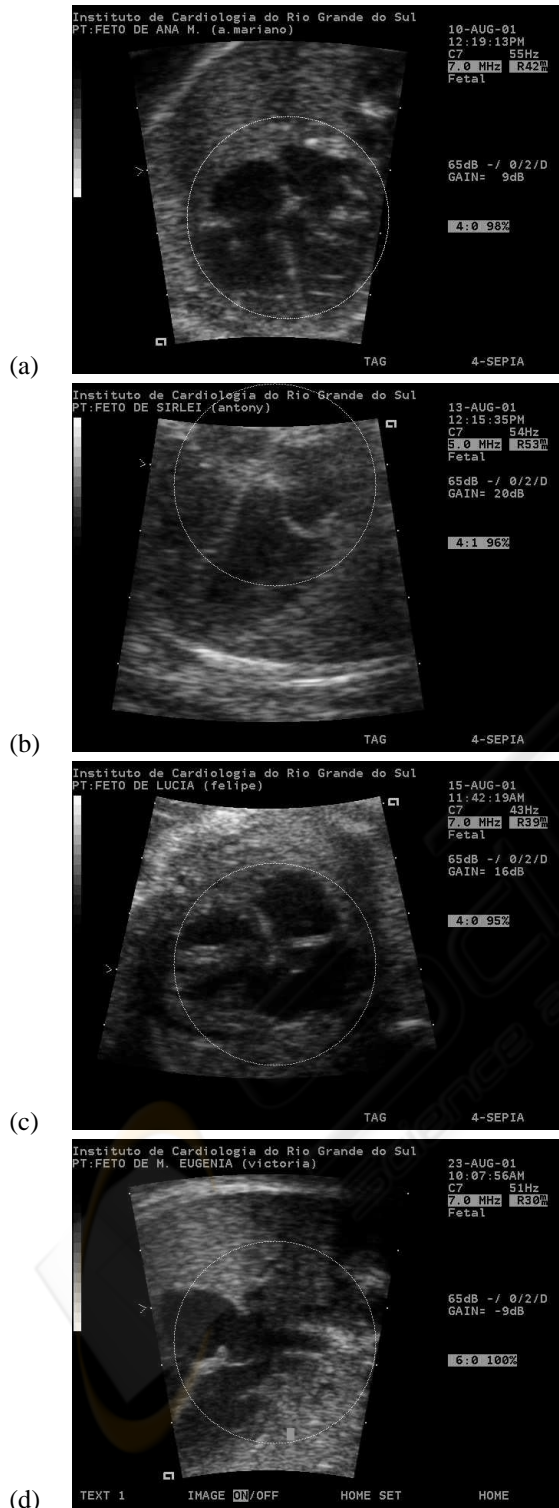 Instituto de Cardiologia do Rio Grande do Sul
PT:FETO DE ANA M. (a.mariano)
10-AUG-01
12:19:13PM
C7 55Hz
7.0 MHz R42mm
Fetal
65dB -/ 0/2/D
GAIN= 9dB
4:0 98%
TAG 4-SEPIA
(a)
Instituto de Cardiologia do Rio Grande do Sul
PT:FETO DE SIRLEI (antony)
13-AUG-01
12:15:35PM
C7 54Hz
5.0 MHz R53mm
Fetal
65dB -/ 0/2/D
GAIN= 20dB
4:1 96%
TAG 4-SEPIA
(b)
Instituto de Cardiologia do Rio Grande do Sul
PT:FETO DE LUCIA (felipe)
15-AUG-01
11:42:19AM
C7 43Hz
7.0 MHz R39mm
Fetal
65dB -/ 0/2/D
GAIN= 16dB
4:0 95%
TAG 4-SEPIA
(c)
Instituto de Cardiologia do Rio Grande do Sul
PT:FETO DE M. EUGENIA (victoria)
23-AUG-01
10:07:56AM
C7 51Hz
7.0 MHz R30mm
Fetal
65dB -/ 0/2/D
GAIN= -9dB
6:0 100%
TEXT 1 IMAGE ON/OFF HOME SET HOME
(d)